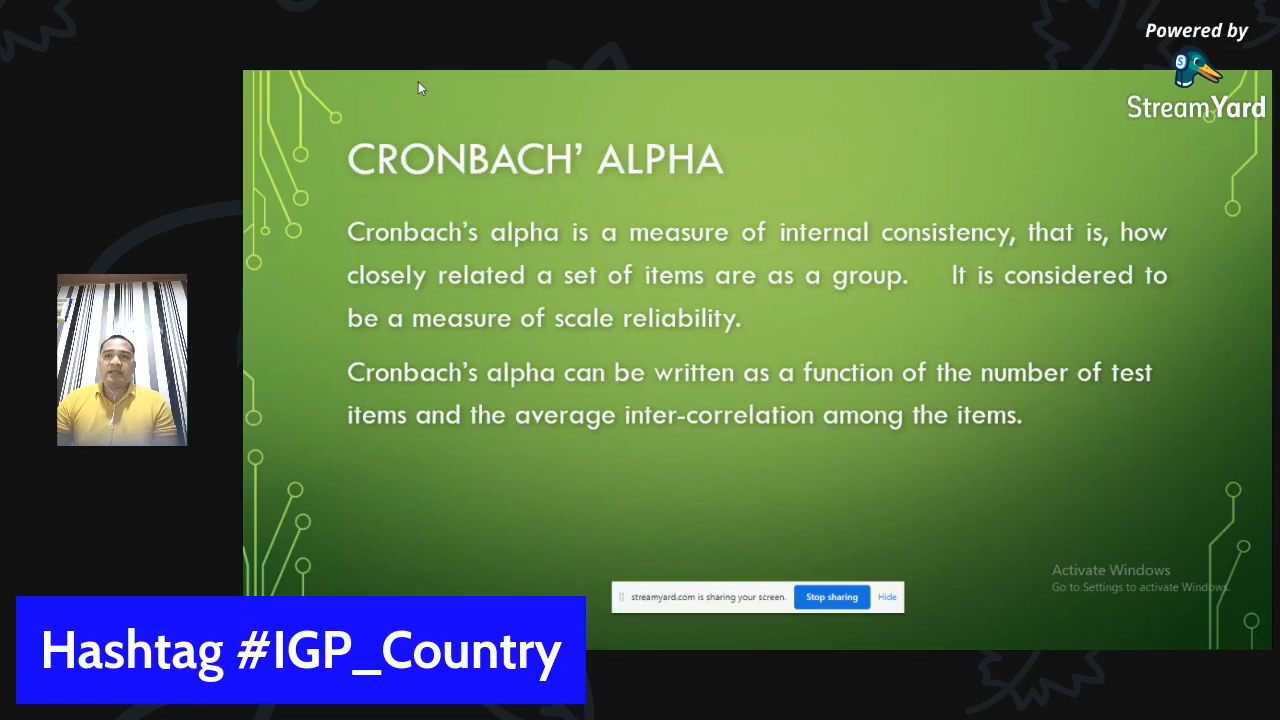 Powered by
StreamYard
CRONBACH’ ALPHA
Cronbach’s alpha is a measure of internal consistency, that is, how
closely related a set of items are as a group. It is considered to
be a measure of scale reliability.
Cronbach’s alpha can be written as a function of the number of test
items and the average inter-correlation among the items.
Activate Windows
Go to Settings to activate Windows.
streamyard.com is sharing your screen.
Stop sharing
Hide
Hashtag #IGP_Country